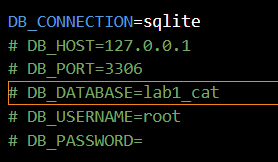 DB_CONNECTION=sqlite
# DB_HOST=127.0.0.1
# DB_PORT=3306
# DB_DATABASE=lab1_cat
# DB_USERNAME=root
# DB_PASSWORD=